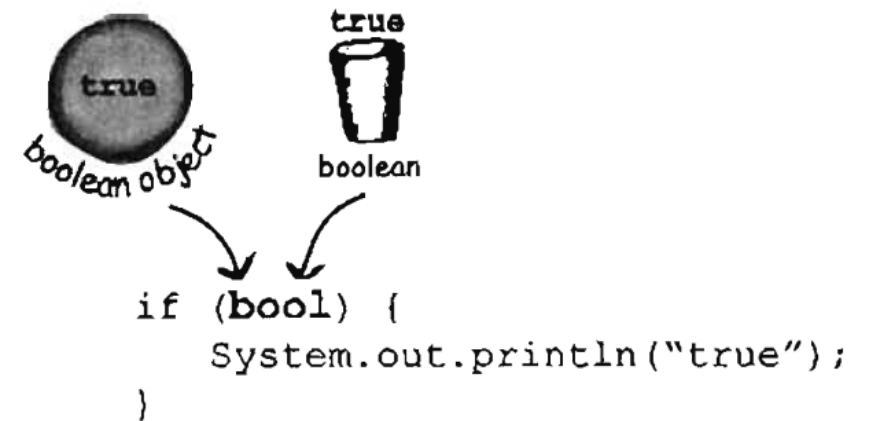 true
boolean object
true
boolean
if (bool) {
System.out.println("true");
}